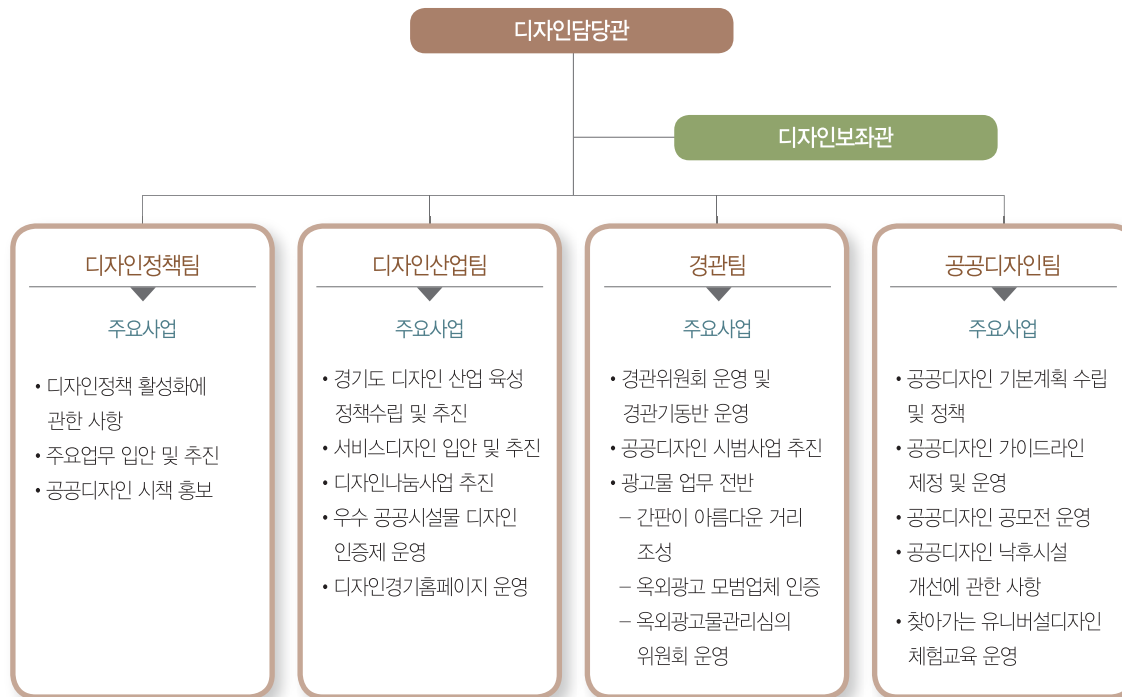 디자인담당관
디자인보좌관
디자인정책팀
주요사업
• 디자인정책 활성화에
관한 사항
• 주요업무 입안 및 추진
• 공공디자인 시책 홍보
디자인산업팀
주요사업
• 경기도 디자인 산업 육성
정책수립 및 추진
• 서비스디자인 입안 및 추진
• 디자인나눔사업 추진
• 우수 공공시설물 디자인
인증제 운영
• 디자인경기홈페이지 운영
경관팀
주요사업
• 경관위원회 운영 및
경관기동반 운영
• 공공디자인 시범사업 추진
• 광고물 업무 전반
– 간판이 아름다운 거리
조성
– 옥외광고 모범업체 인증
– 옥외광고물관리심의
위원회 운영
공공디자인팀
주요사업
• 공공디자인 기본계획 수립
및 정책
• 공공디자인 가이드라인
제정 및 운영
• 공공디자인 공모전 운영
• 공공디자인 낙후시설
개선에 관한 사항
• 찾아가는 유니버설디자인
체험교육 운영